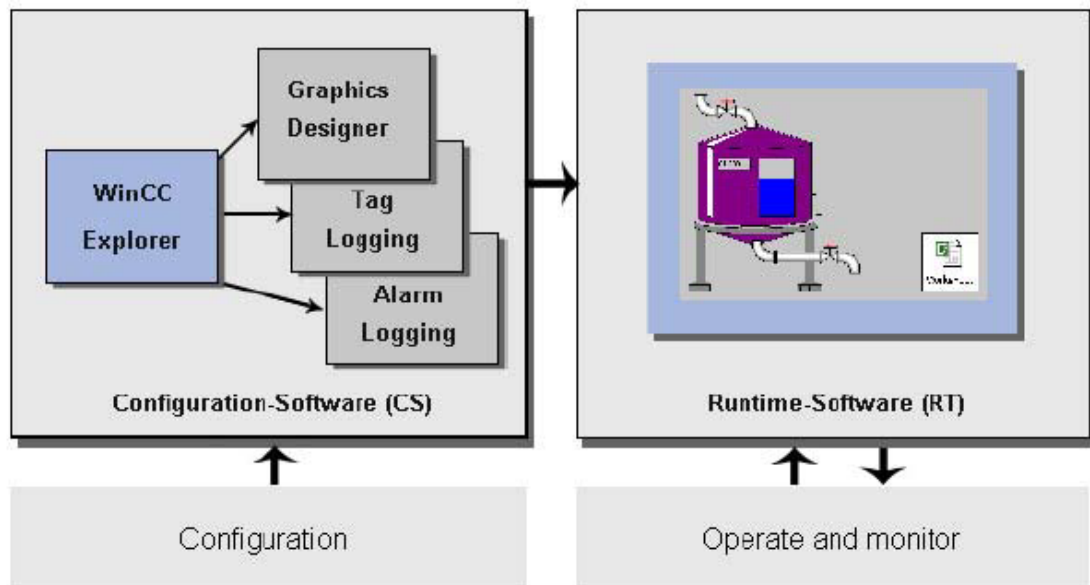 Graphics
Designer
WinCC
Explorer
Tag
Logging
Alarm
Logging
Configuration-Software (CS)
Runtime-Software (RT)
Configuration
Operate and monitor